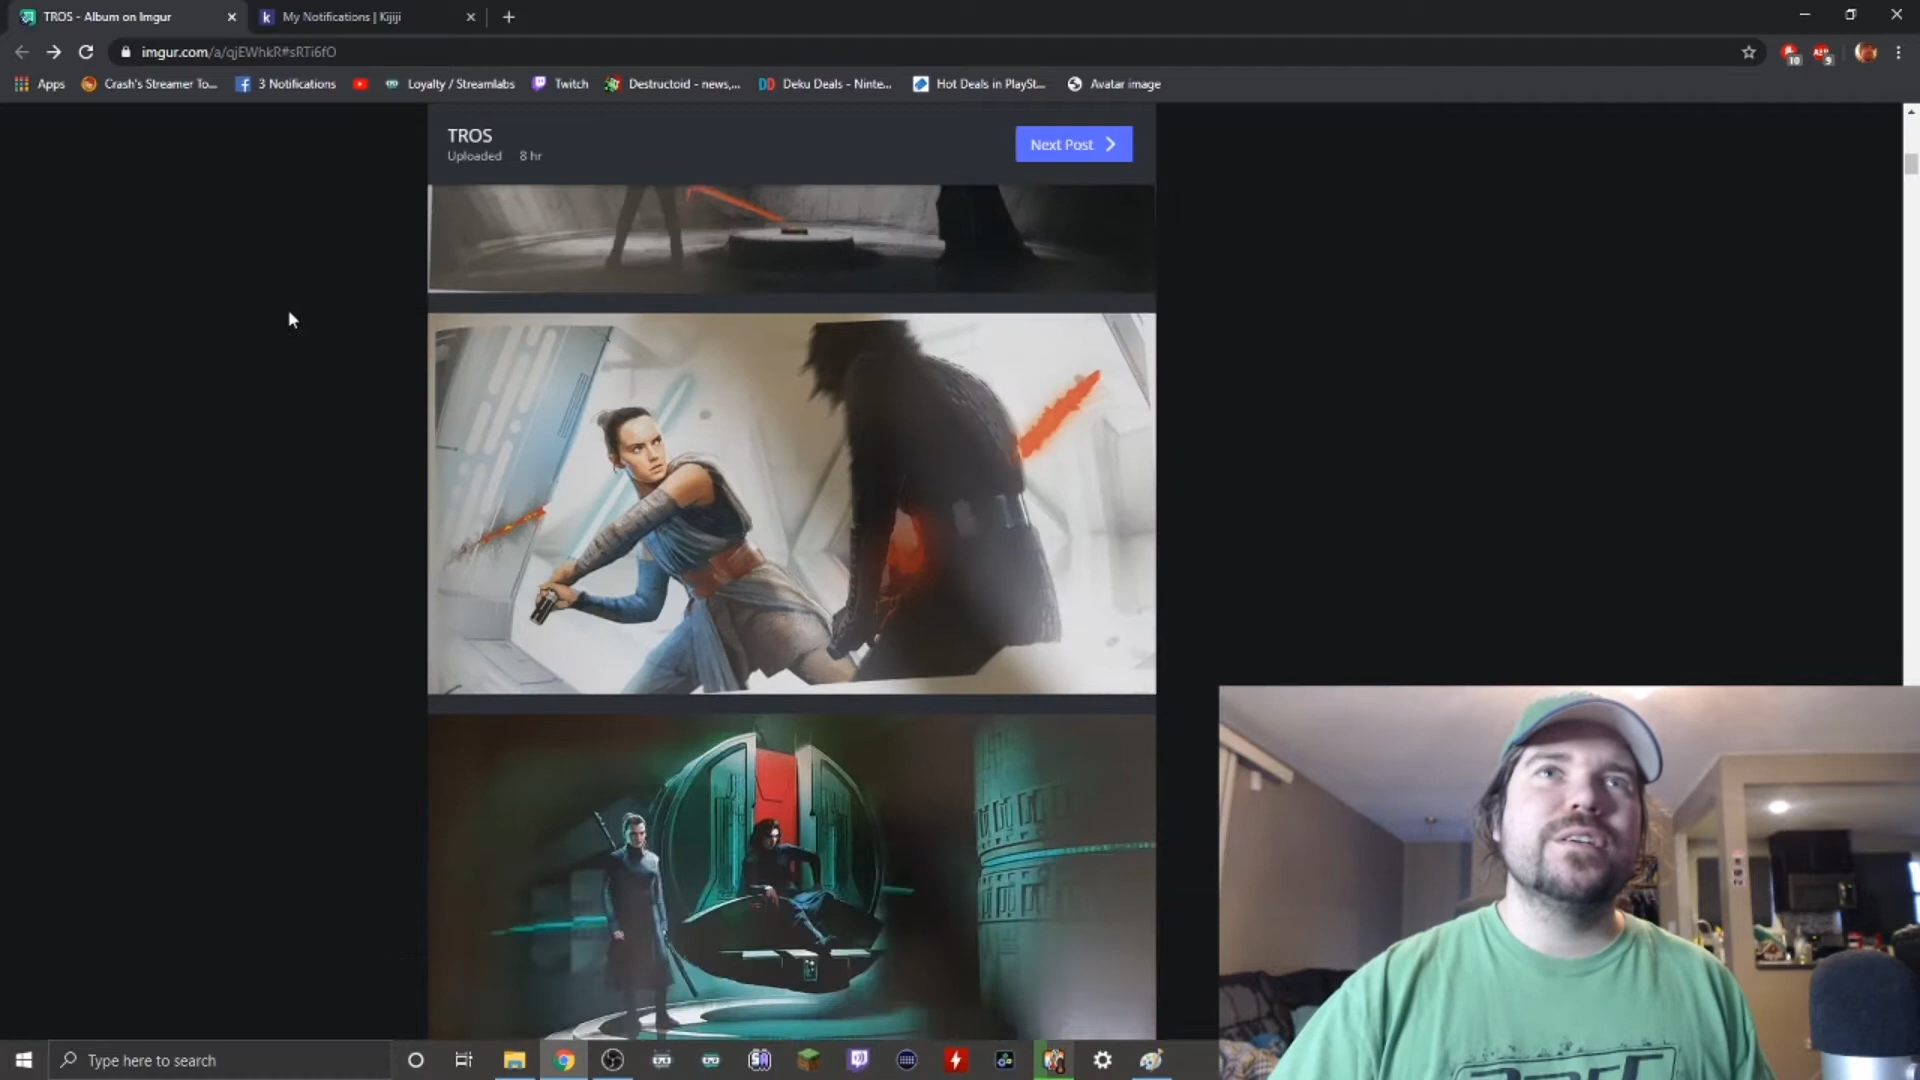 TROS - Album on Imgur
My Notifications | Kijiji
imgur.com/a/qjEWhkR#sRTi6fO
10
9
Apps
Crash's Streamer To...
3 Notifications
Loyalty / Streamlabs
Twitch
Destructoid - news,...
Deku Deals - Ninte...
Hot Deals in PlaySt...
Avatar image
TROS
Uploaded 8 hr
Next Post
Type here to search